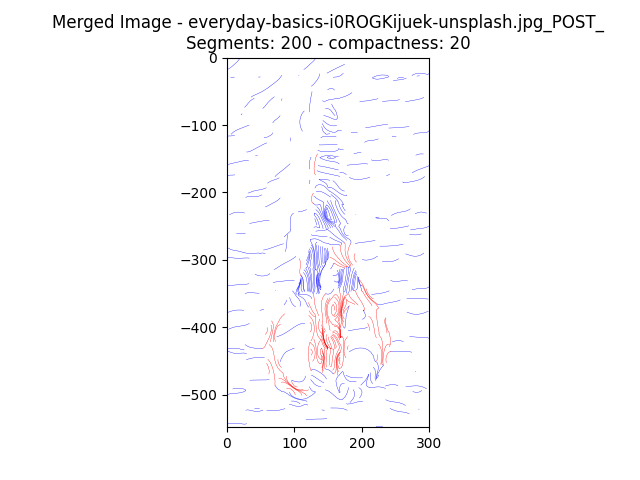 Merged Image - everyday-basics-i0ROGKijuek-unsplash.jpg_POST_
Segments: 200 - compactness: 20
0
−100
−200
−300
−400
−500
0 100 200 300